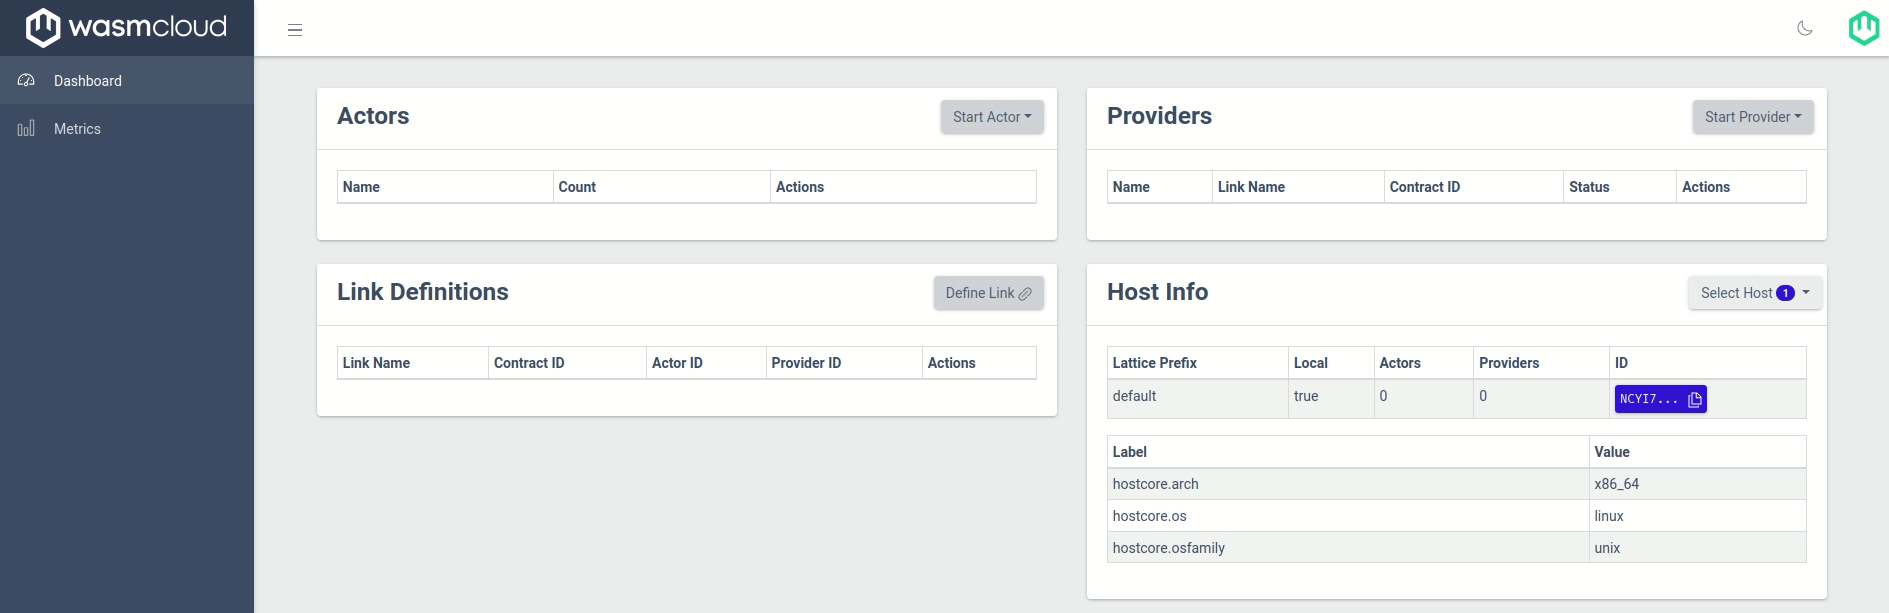 wasmcloud
Dashboard
Metrics
Actors
Start Actor
Name Count Actions
Providers
Start Provider
Name Link Name Contract ID Status Actions
Link Definitions
Define Link
Link Name Contract ID Actor ID Provider ID Actions
Host Info
Select Host 1
Lattice Prefix Local Actors Providers ID
default true 0 0 NCYI7...
Label Value
hostcore.arch x86_64
hostcore.os linux
hostcore.osfamily unix